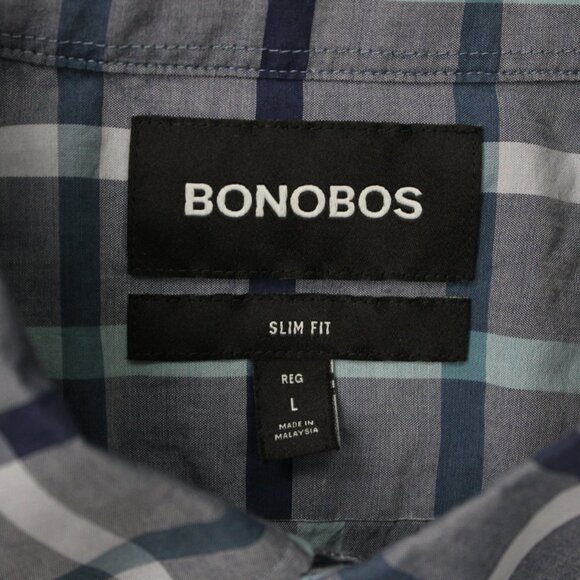 BONOBOS
SLIM FIT
REG
L
MADE IN
MALAYSIA